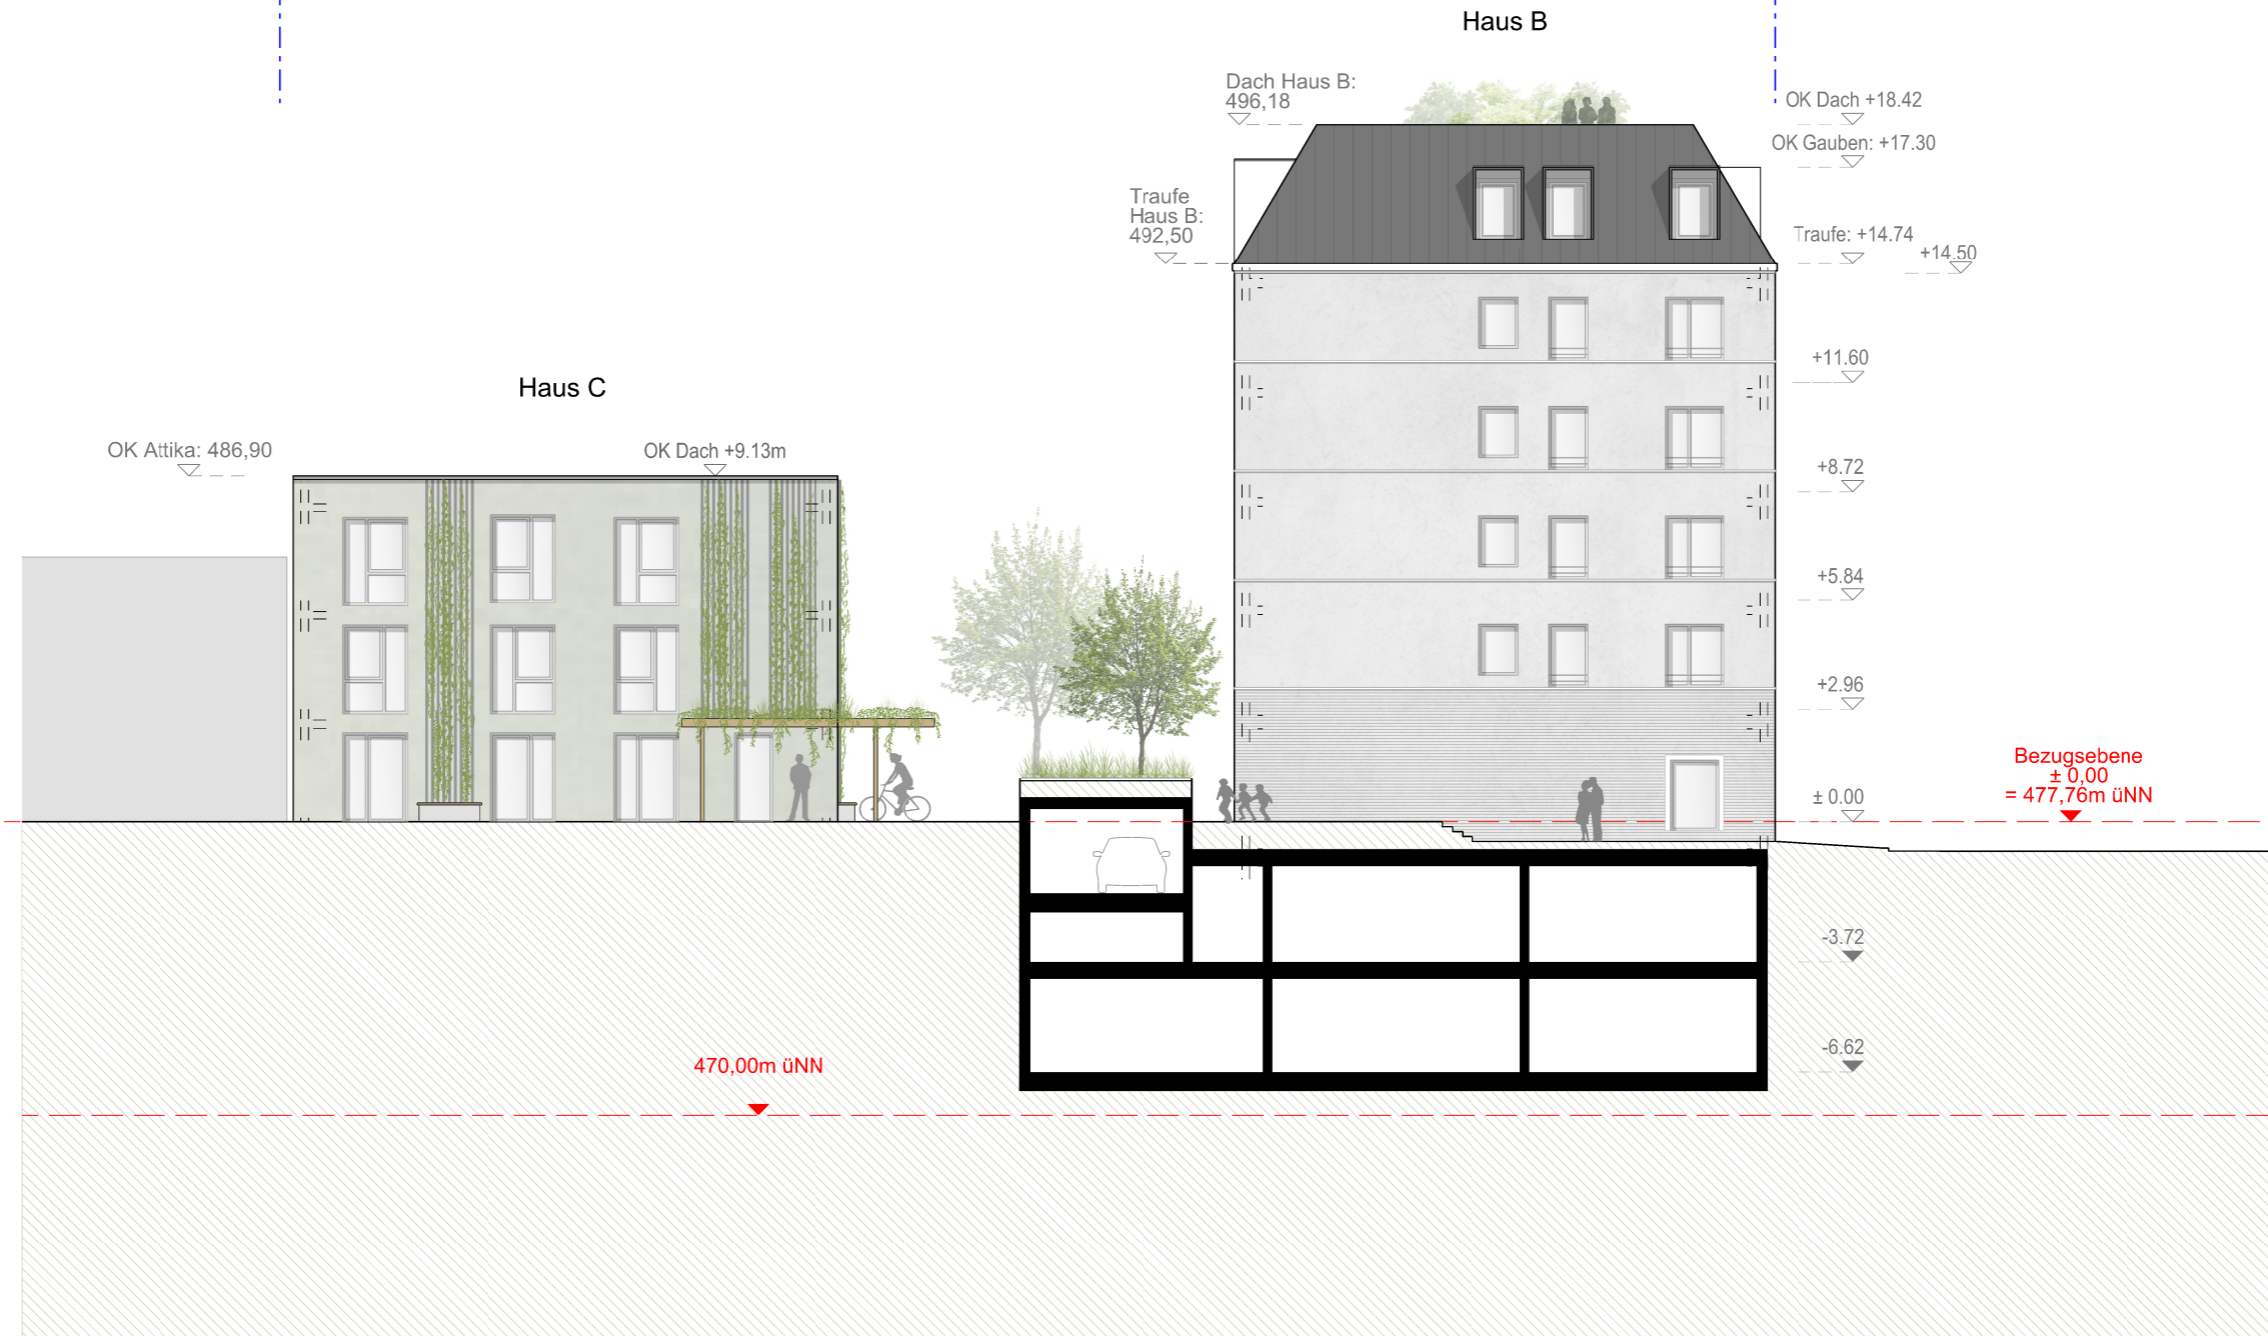 Haus B
Dach Haus B:
496,18
OK Dach +18.42
OK Gauben: +17.30
Traufe
Haus B:
492,50
Traufe: +14.74
+14.50
+11.60
Haus C
OK Attika: 486,90
OK Dach +9.13m
+8.72
+5.84
+2.96
Bezugsebene
± 0,00
= 477,76m üNN
± 0.00
-3.72
-6.62
470,00m üNN